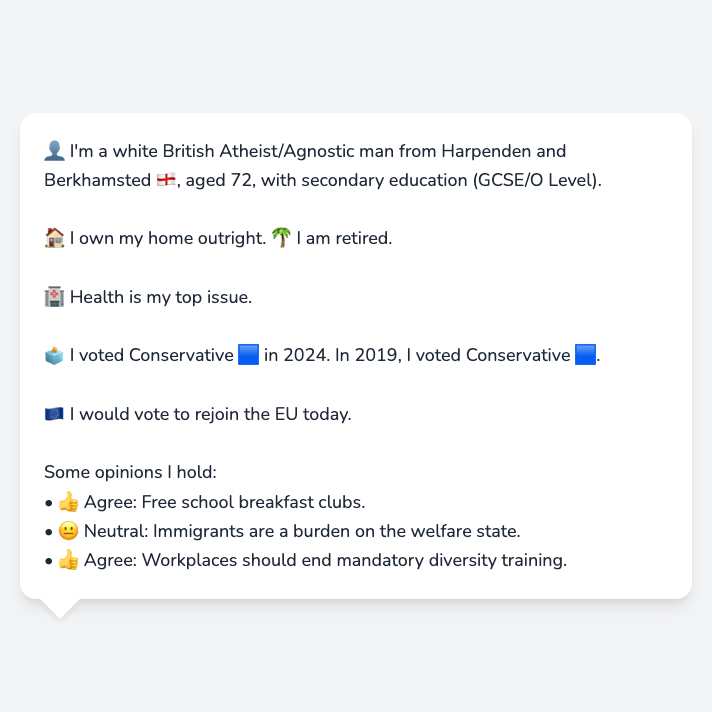 👤 I'm a white British Atheist/Agnostic man from Harpenden and
Berkhamsted 🏴󠁧󠁢󠁥󠁮󠁧󠁿, aged 72, with secondary education (GCSE/O Level).
🏠 I own my home outright. 🌴 I am retired.
🏥 Health is my top issue.
🗳️ I voted Conservative 🟦 in 2024. In 2019, I voted Conservative 🟦.
🇪🇺 I would vote to rejoin the EU today.
Some opinions I hold:
• 👍 Agree: Free school breakfast clubs.
• 😐 Neutral: Immigrants are a burden on the welfare state.
• 👍 Agree: Workplaces should end mandatory diversity training.